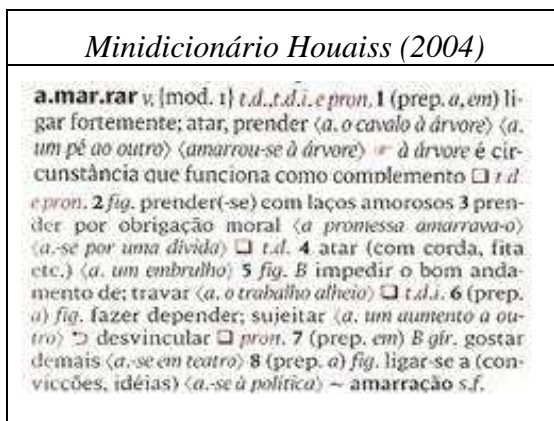 Minidicionário Houaiss (2004)
a.mar.rar v. {mod. 1} t.d.,t.d.i. e pron. 1 (prep. a, em) li-
gar fortemente; atar, prender ‹a. o cavalo à árvore› ‹a.
um pé ao outro› ‹amarrou-se à árvore› ☞ à árvore é cir-
cunstância que funciona como complemento □ t.d.
e pron. 2 fig. prender(-se) com laços amorosos 3 pren-
der por obrigação moral ‹a promessa amarrava-o›
‹a.-se por uma dívida› □ t.d. 4 atar (com corda, fita
etc.) ‹a. um embrulho› 5 fig. B impedir o bom anda-
mento de; travar ‹a. o trabalho alheio› □ t.d.i. 6 (prep.
a) fig. fazer depender; sujeitar ‹a. um aumento a ou-
tro› ⊃ desvincular □ pron. 7 (prep. em) B gír. gostar
demais ‹a.-se em teatro› 8 (prep. a) fig. ligar-se a (con-
vicções, idéias) ‹a.-se à política› ~ amarração s.f.